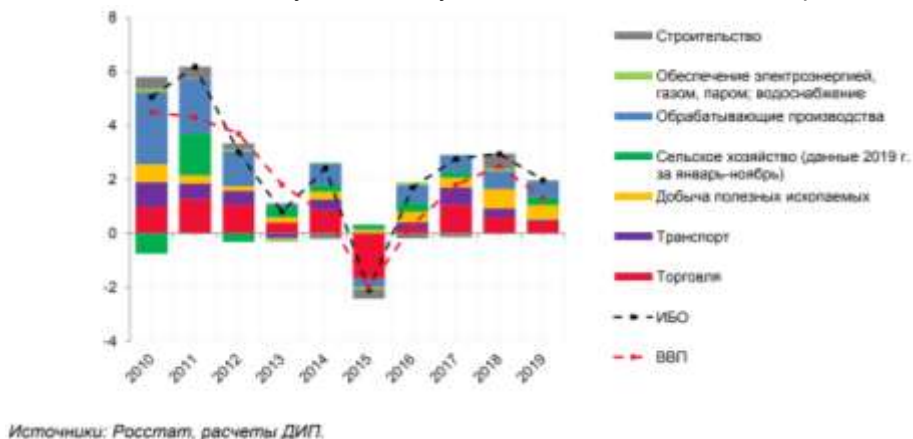 8
6
4
2
0
-2
-4
2010
2011
2012
2013
2014
2015
2016
2017
2018
2019
Строительство
Обеспечение электроэнергией,
газом, паром; водоснабжение
Обрабатывающие производства
Сельское хозяйство (данные 2019 г.
за январь-ноябрь)
Добыча полезных ископаемых
Транспорт
Торговля
ИБО
ВВП
Источники: Росстат, расчеты ДИП.